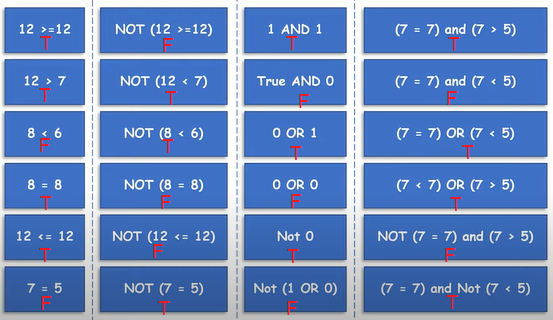 12 >=12
T
NOT (12 >=12)
F
1 AND 1
T
(7 = 7) and (7 > 5)
T
12 > 7
T
NOT (12 < 7)
T
True AND 0
F
(7 = 7) and (7 < 5)
F
8 < 6
F
NOT (8 < 6)
T
0 OR 1
T
(7 = 7) OR (7 < 5)
T
8 = 8
T
NOT (8 = 8)
F
0 OR 0
F
(7 < 7) OR (7 > 5)
T
12 <= 12
T
NOT (12 <= 12)
F
Not 0
T
NOT (7 = 7) and (7 > 5)
F
7 = 5
F
NOT (7 = 5)
T
Not (1 OR 0)
F
(7 = 7) and Not (7 < 5)
T